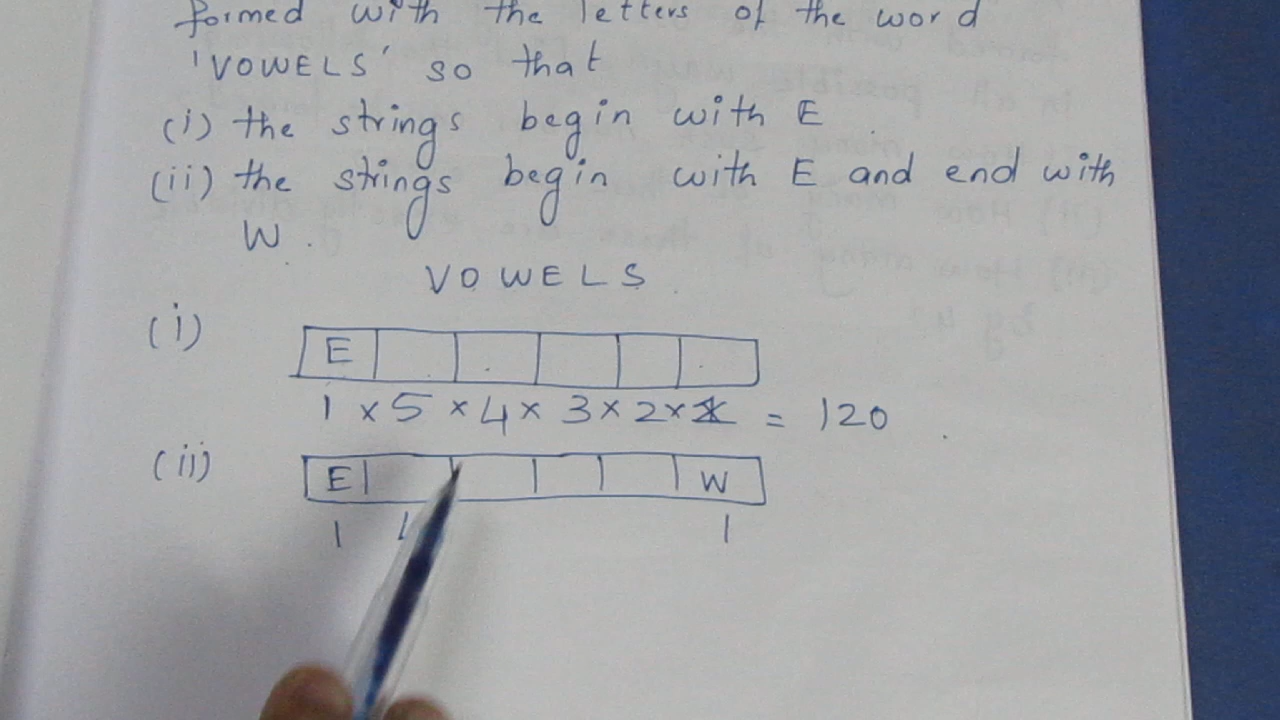 formed with the letters of the word
'VOWELS' so that
(i) the strings begin with E.
(ii) the strings begin with E and end with
W.
VOWELS
(i)
E
1 × 5 × 4 × 3 × 2 × 1 = 120
(ii)
E W
1 1